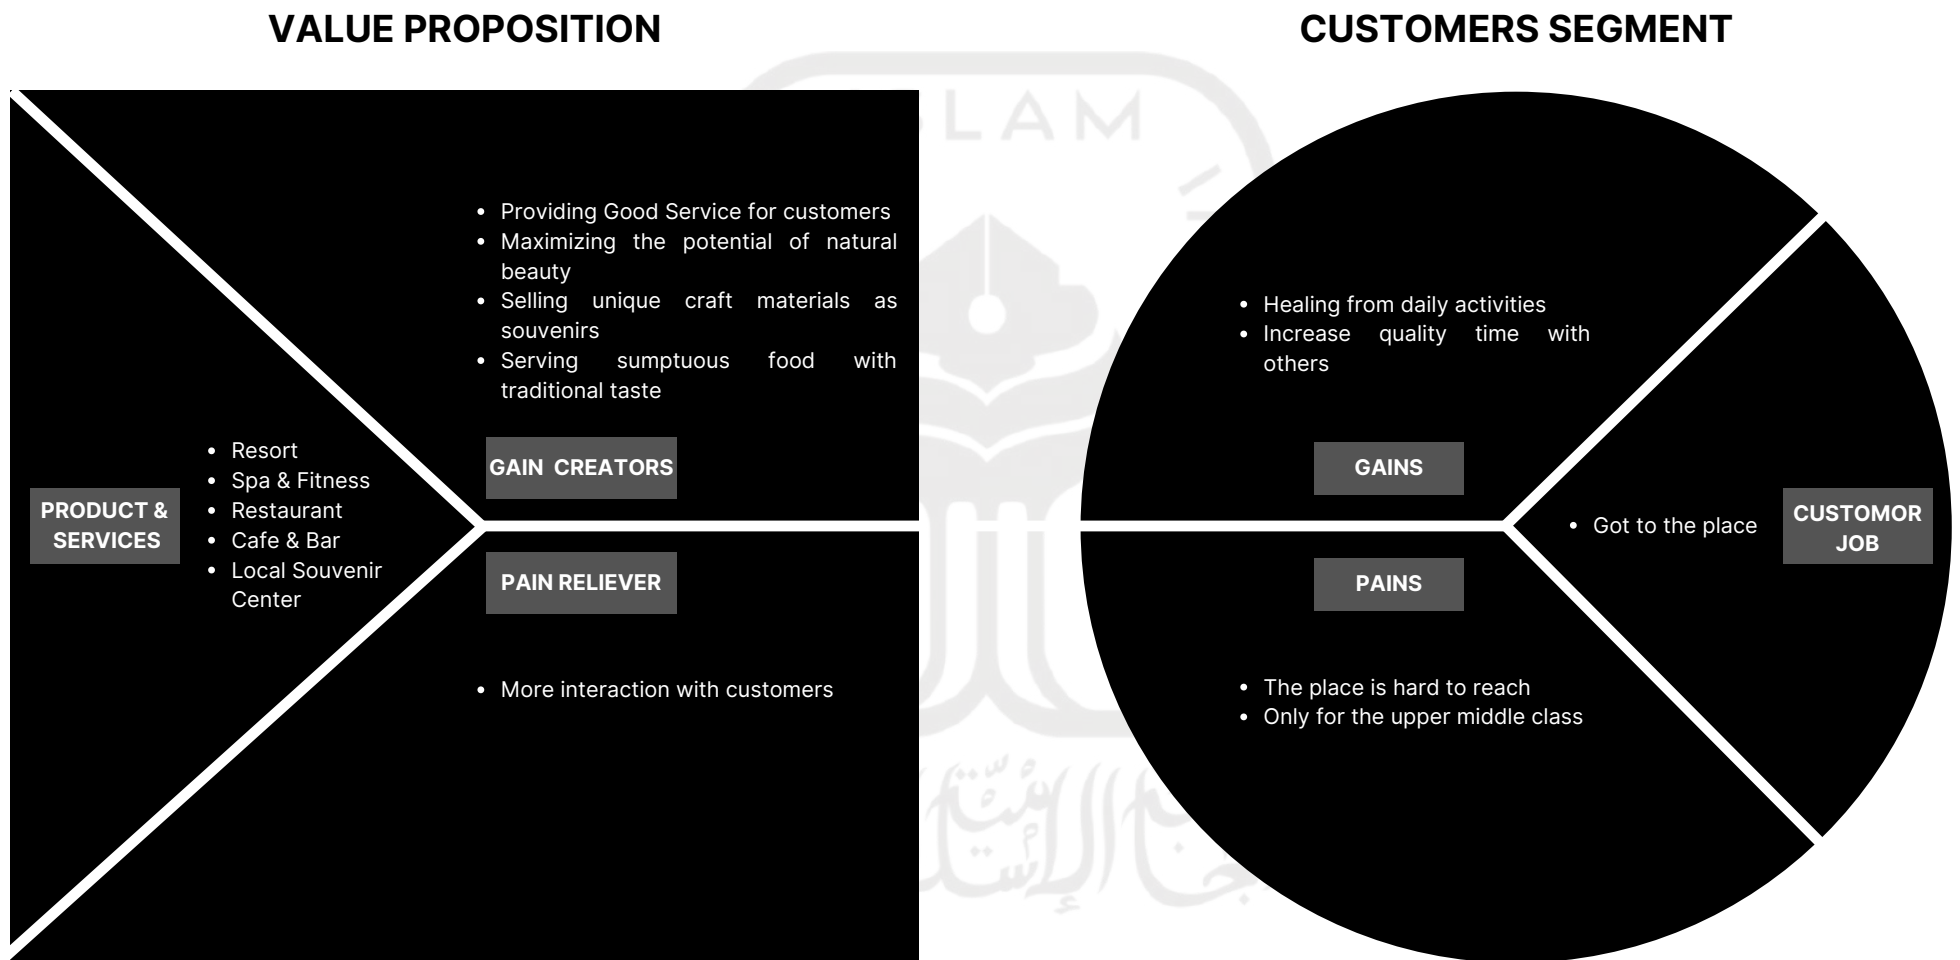 VALUE PROPOSITION
CUSTOMERS SEGMENT
SLAM
• Providing Good Service for customers
• Maximizing the potential of natural
beauty
• Selling unique craft materials as
souvenirs
• Serving sumptuous food with
traditional taste
GAIN CREATORS
PRODUCT &
SERVICES
• Resort
• Spa & Fitness
• Restaurant
• Cafe & Bar
• Local Souvenir
Center
PAIN RELIEVER
• More interaction with customers
• Healing from daily activities
• Increase quality time with
others
GAINS
• Got to the place
CUSTOMOR
JOB
PAINS
• The place is hard to reach
• Only for the upper middle class